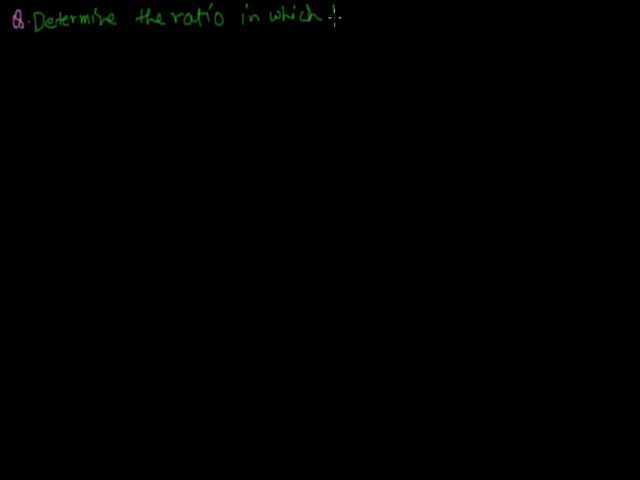 Q. Determine the ratio in which